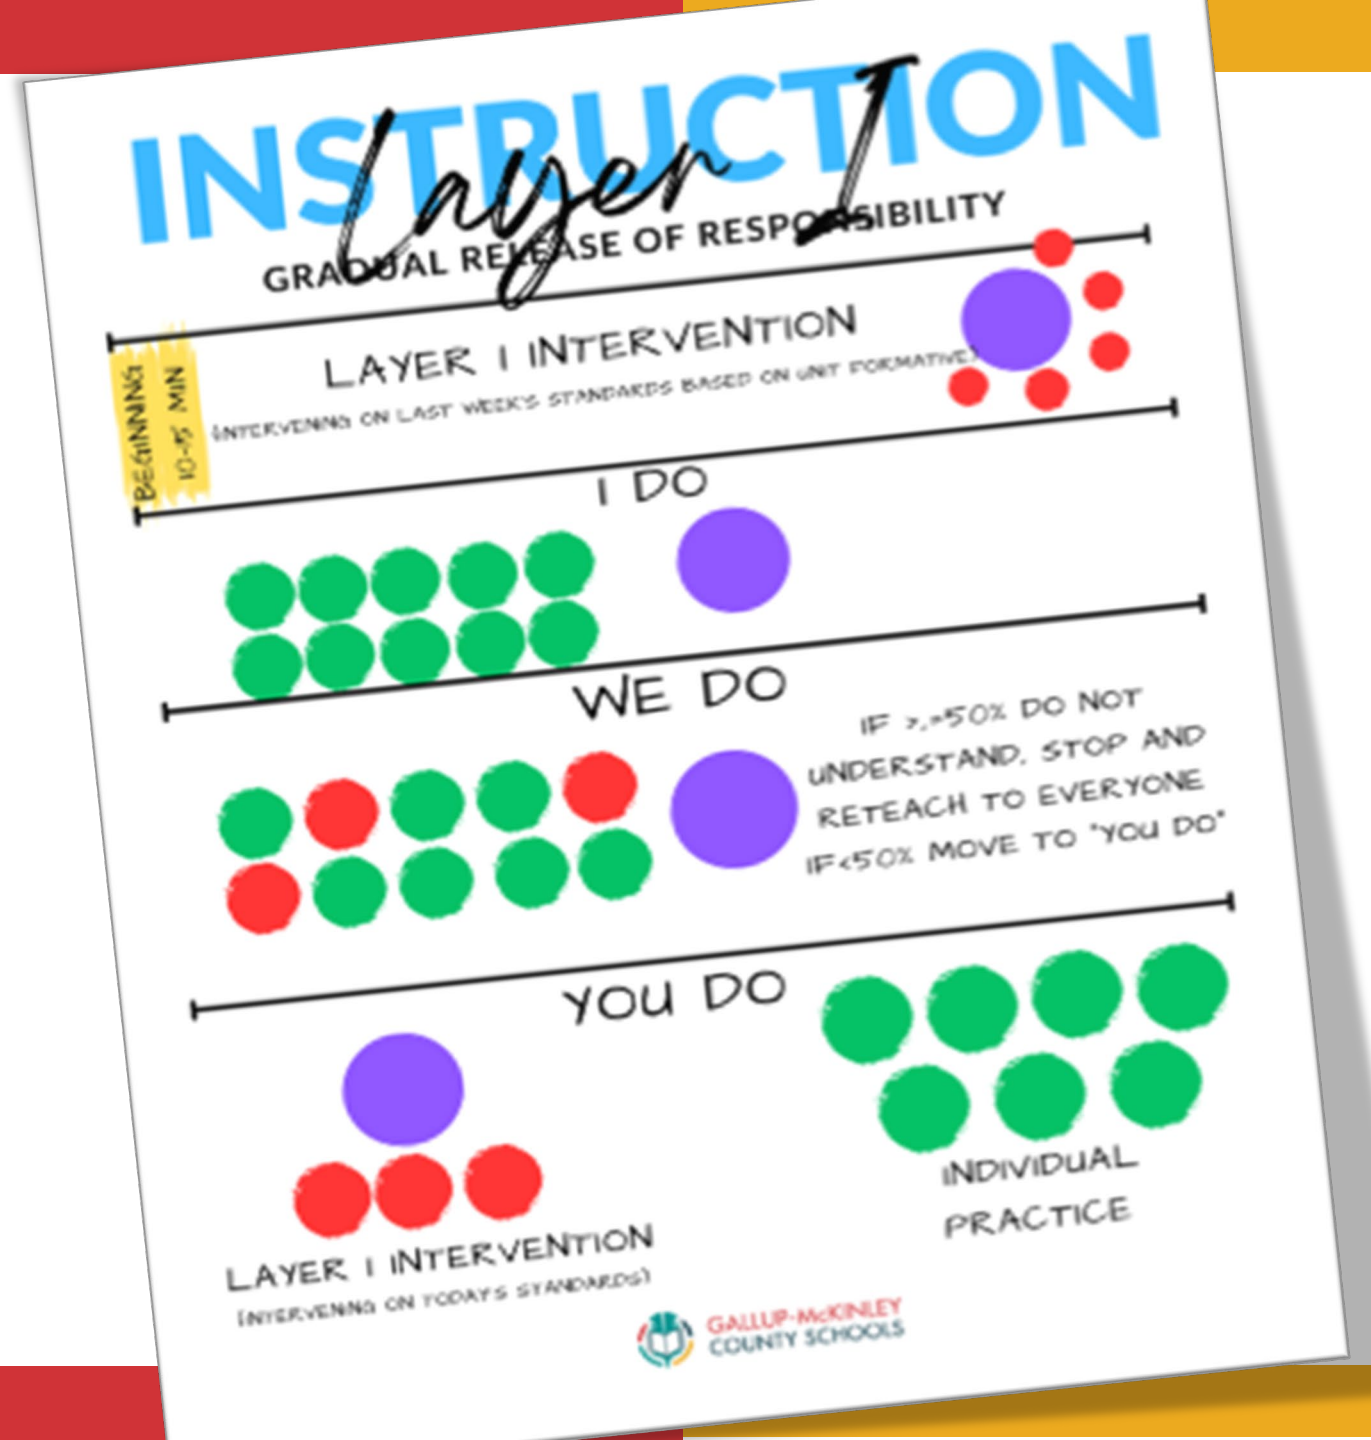 INSTRUCTION
Layer I
GRADUAL RELEASE OF RESPONSIBILITY
BEGINNING
10-15 MIN
LAYER I INTERVENTION
(INTERVENING ON LAST WEEK'S STANDARDS BASED ON UNIT FORMATIVE)
I DO
WE DO
IF >,=50% DO NOT
UNDERSTAND, STOP AND
RETEACH TO EVERYONE
IF<50% MOVE TO "YOU DO"
YOU DO
INDIVIDUAL
PRACTICE
LAYER I INTERVENTION
(INTERVENING ON TODAY'S STANDARDS)
GALLUP-McKINLEY
COUNTY SCHOOLS